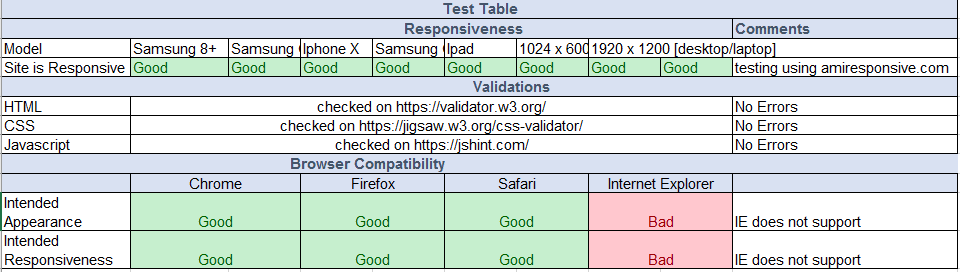 Test Table
Responsiveness Comments
Model Samsung 8+ Samsung Iphone X Samsung Ipad 1024 x 600 1920 x 1200 [desktop/laptop]
Site is Responsive Good Good Good Good Good Good Good Good testing using amiresponsive.com
Validations
HTML checked on https://validator.w3.org/ No Errors
CSS checked on https://jigsaw.w3.org/css-validator/ No Errors
Javascript checked on https://jshint.com/ No Errors
Browser Compatibility
Chrome Firefox Safari Internet Explorer
Intended
Appearance Good Good Good Bad IE does not support
Intended
Responsiveness Good Good Good Bad IE does not support